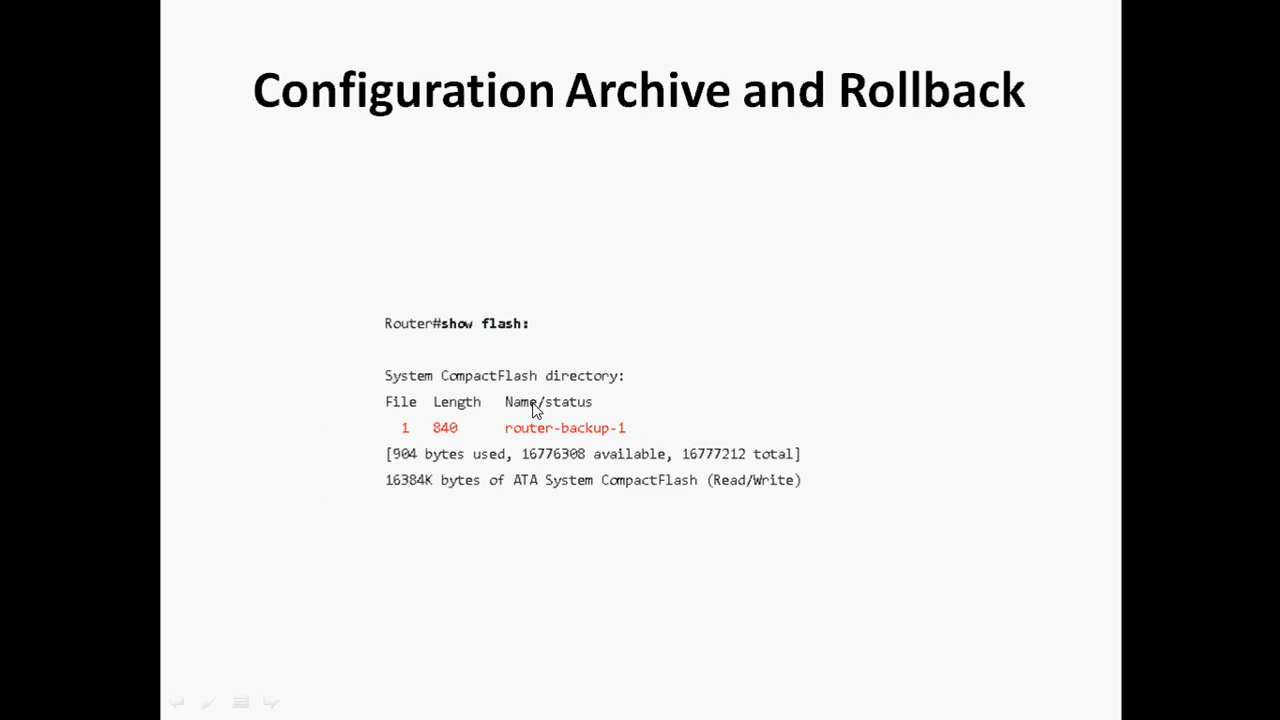 Configuration Archive and Rollback
Router#show flash:
System CompactFlash directory:
File Length Name/status
1 840 router-backup-1
[904 bytes used, 16776308 available, 16777212 total]
16384K bytes of ATA System CompactFlash (Read/Write)